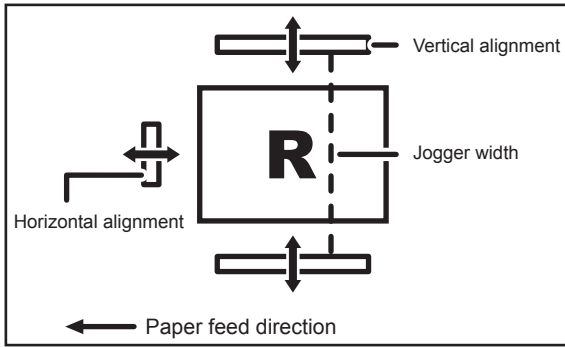 Vertical alignment
R
Jogger width
Horizontal alignment
Paper feed direction